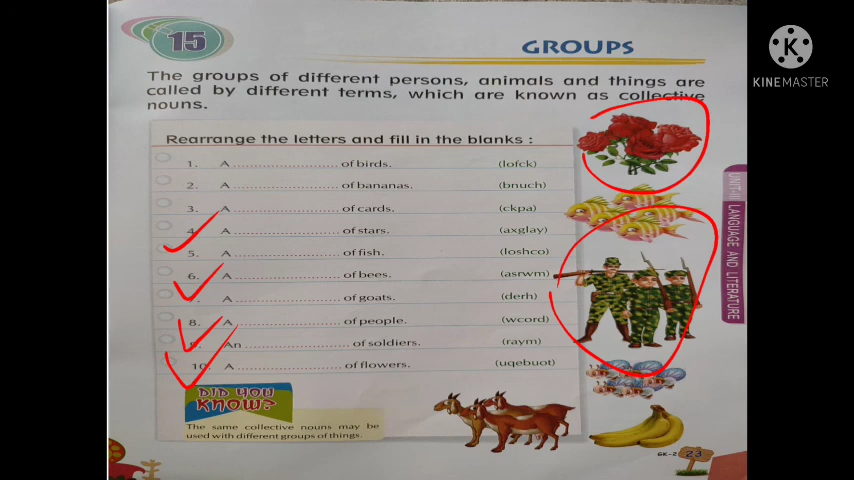 15
GROUPS
The groups of different persons, animals and things are
called by different terms, which are known as collective
nouns.
Rearrange the letters and fill in the blanks :
1. A .............................. of birds. (lofck)
2. A .............................. of bananas. (bnuch)
3. A .............................. of cards. (ckpa)
4. A .............................. of stars. (axglay)
5. A .............................. of fish. (loshco)
6. A .............................. of bees. (asrwm)
A .............................. of goats. (derh)
8. A .............................. of people. (wcord)
9. An .............................. of soldiers. (raym)
10. A .............................. of flowers. (uqebuot)
DID YOU
KNOW?
The same collective nouns may be
used with different groups of things.
GK-2 23
UNIT-III LANGUAGE AND LITERATURE
K
KINEMASTER